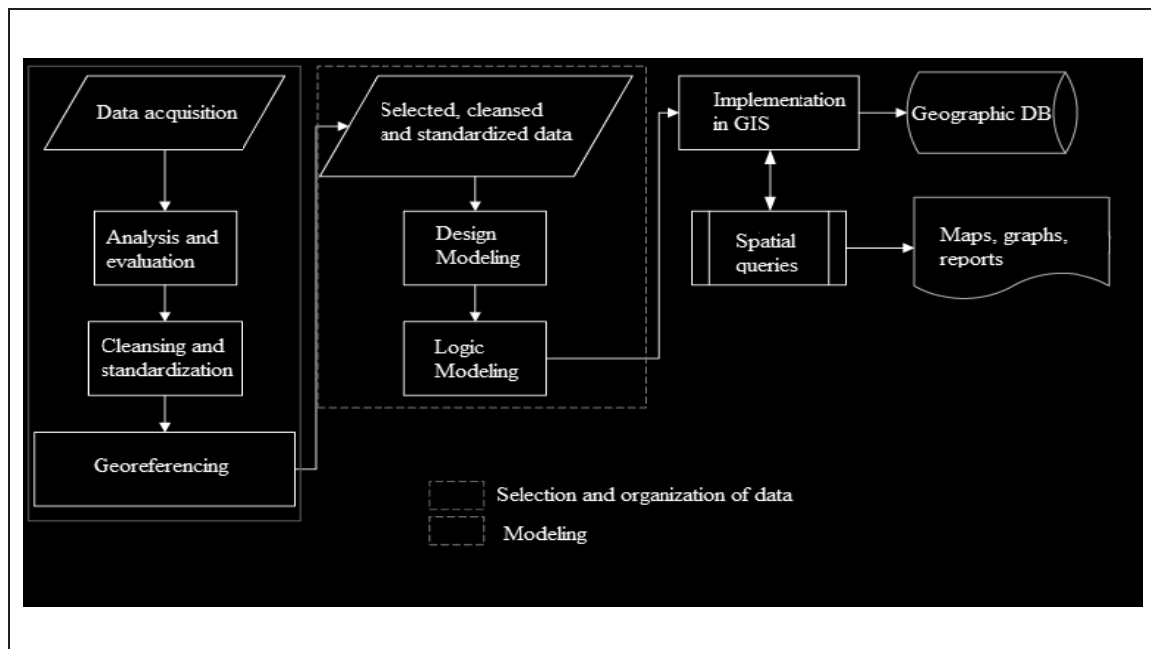 Data acquisition
Analysis and
evaluation
Cleansing and
standardization
Georeferencing
Selected, cleansed
and standardized data
Design
Modeling
Logic
Modeling
Implementation
in GIS
Geographic DB
Spatial
queries
Maps, graphs,
reports
Selection and organization of data
Modeling